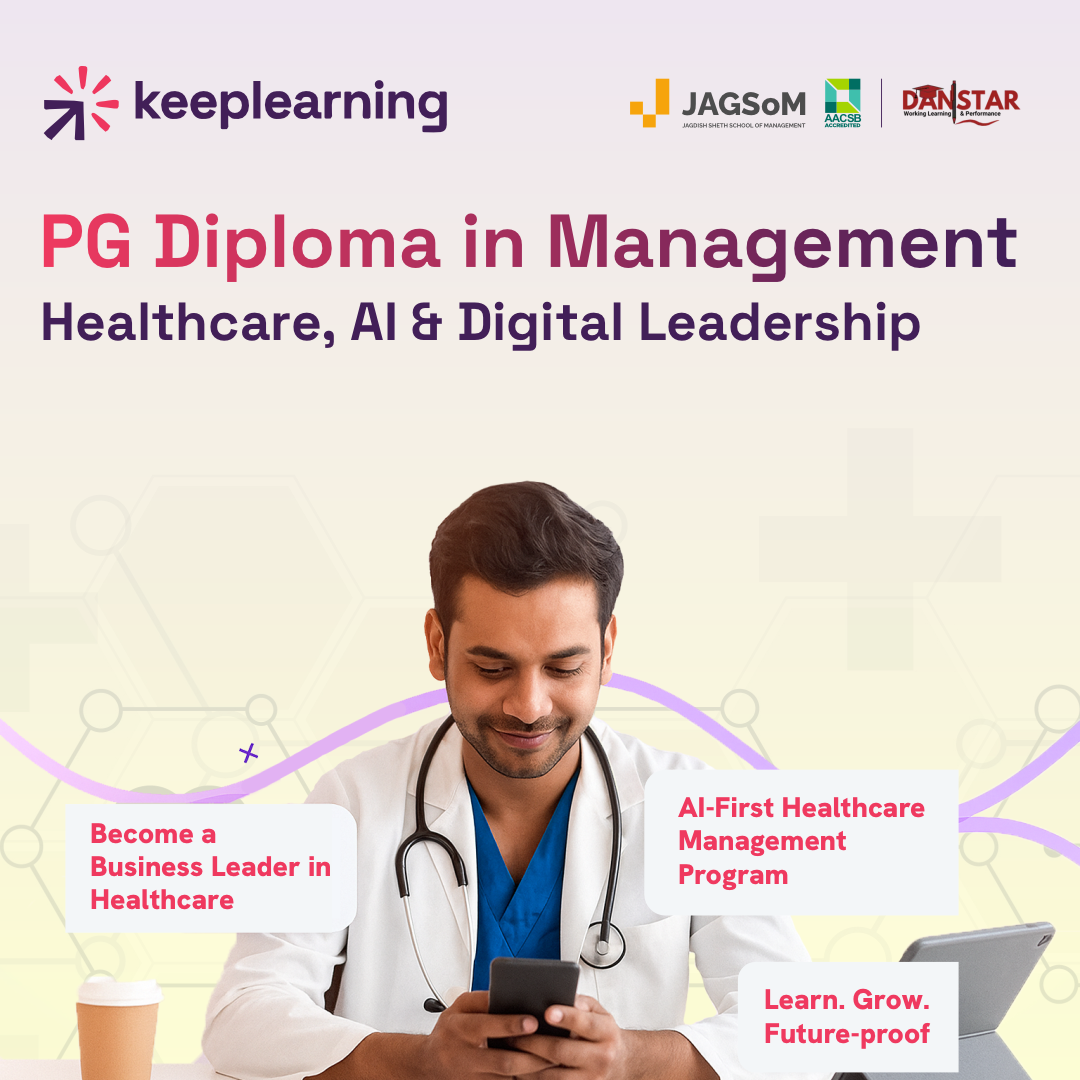 keeplearning
JAGSoM
JAGDISH SHETH SCHOOL OF MANAGEMENT
AACSB
ACCREDITED
DANSTAR
Working Learning & Performance
PG Diploma in Management
Healthcare, AI & Digital Leadership
Become a
Business Leader in
Healthcare
AI-First Healthcare
Management
Program
Learn. Grow.
Future-proof